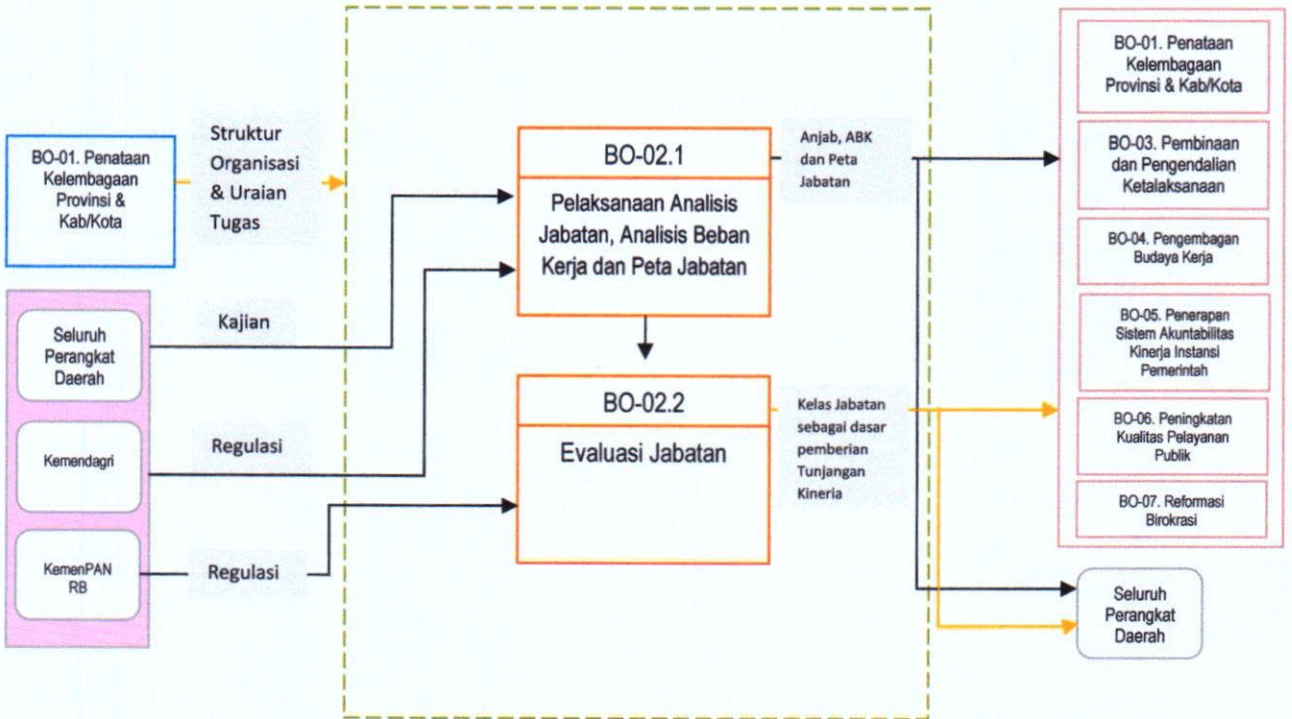 BO-01. Penataan
Kelembagaan
Provinsi &
Kab/Kota
Struktur
Organisasi
& Uraian
Tugas
Seluruh
Perangkat
Daerah
Kajian
Kemendagri
Regulasi
KemenPAN
RB
Regulasi
BO-02.1
Pelaksanaan Analisis
Jabatan, Analisis Beban
Kerja dan Peta Jabatan
BO-02.2
Evaluasi Jabatan
Anjab, ABK
dan Peta
Jabatan
Kelas Jabatan
sebagai dasar
pemberian
Tunjangan
Kineria
BO-01. Penataan
Kelembagaan
Provinsi & Kab/Kota
BO-03. Pembinaan
dan Pengendalian
Ketalaksanaan
BO-04. Pengembagan
Budaya Kerja
BO-05. Penerapan
Sistem Akuntabilitas
Kinerja Instansi
Pemerintah
BO-06. Peningkatan
Kualitas Pelayanan
Publik
BO-07. Reformasi
Birokrasi
Seluruh
Perangkat
Daerah